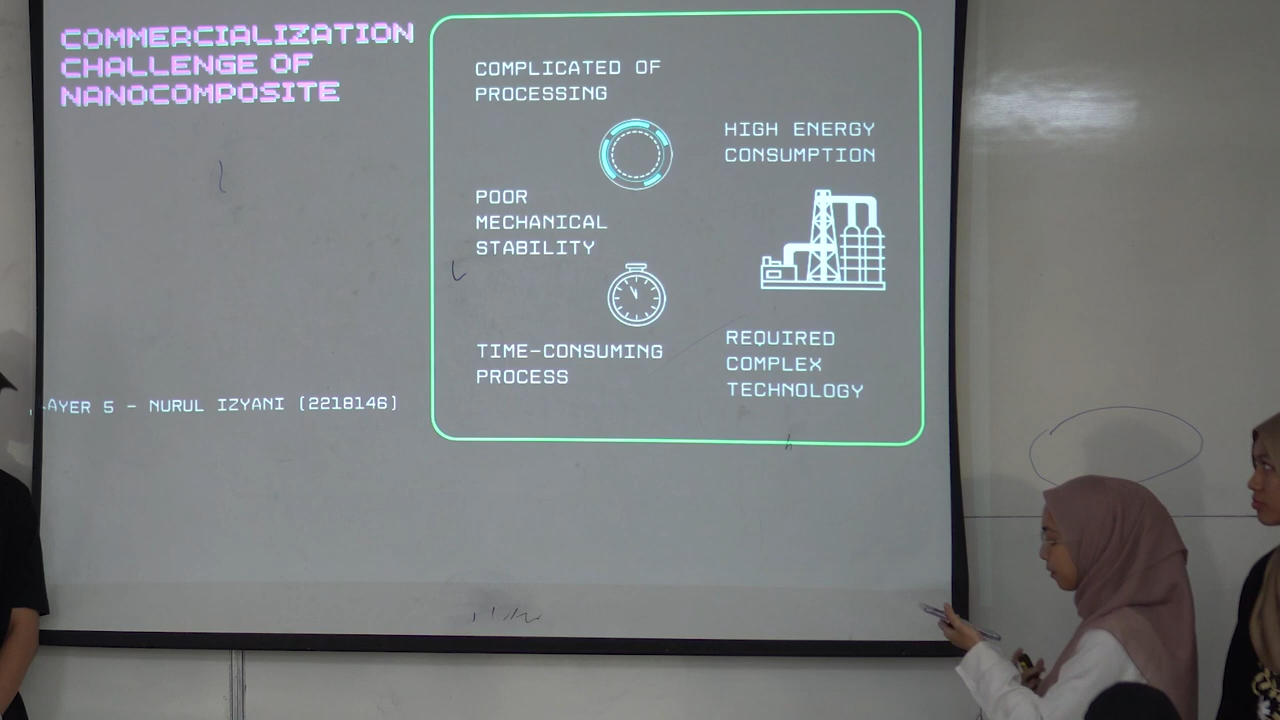 COMMERCIALIZATION
CHALLENGE OF
NANOCOMPOSITE
COMPLICATED OF
PROCESSING
HIGH ENERGY
CONSUMPTION
POOR
MECHANICAL
STABILITY
TIME-CONSUMING
PROCESS
REQUIRED
COMPLEX
TECHNOLOGY
AYER 5 - NURUL IZYANI (2218146)